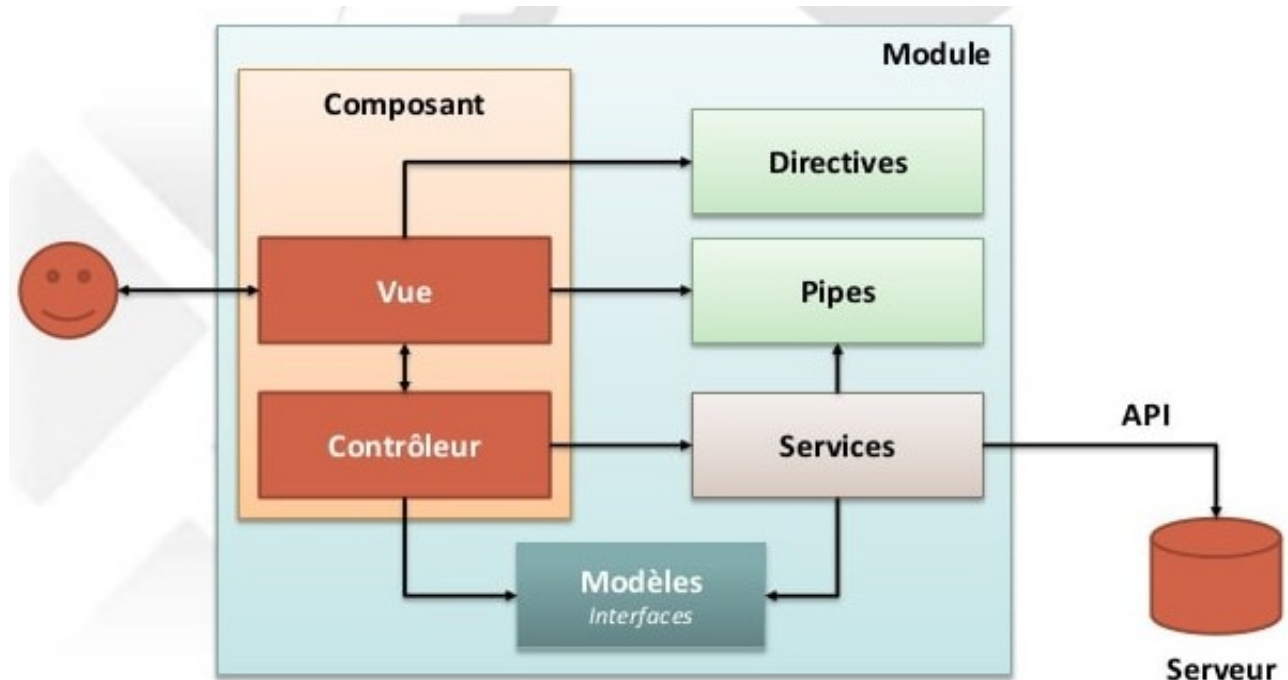 Module
Composant
Directives
Vue
Pipes
Contrôleur
Services
API
Modèles
Interfaces
Serveur